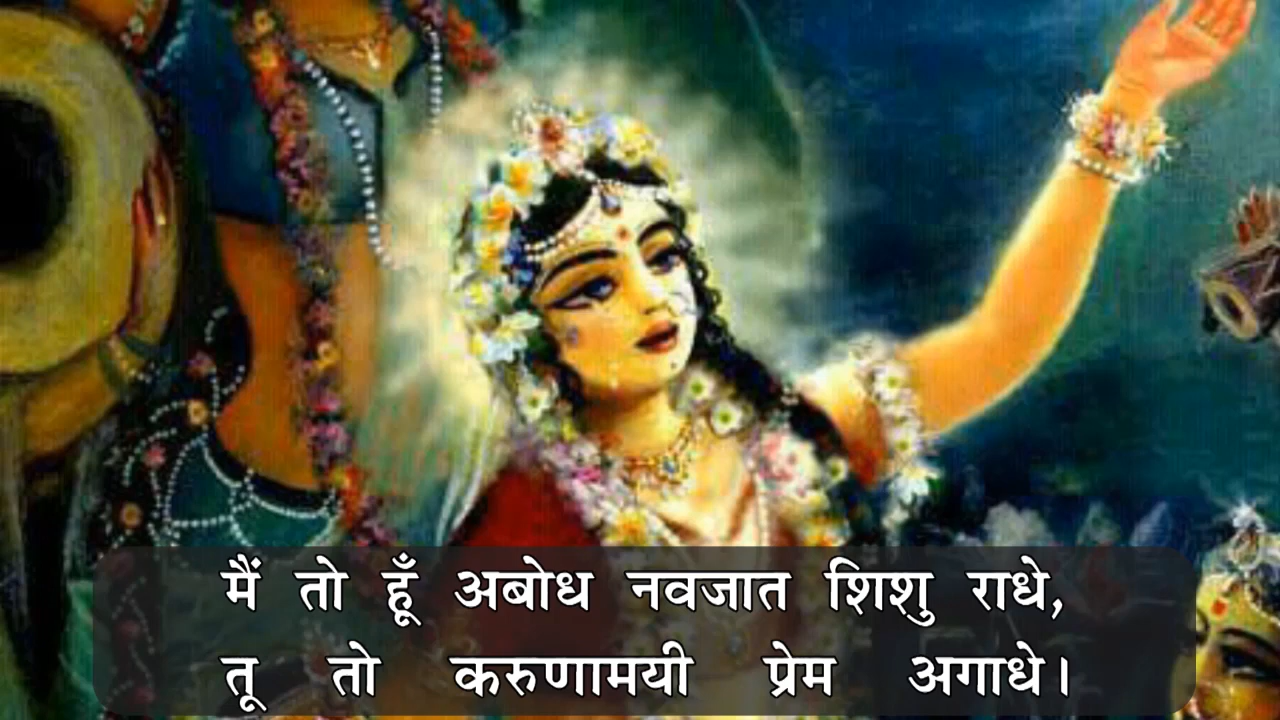 मैं तो हूँ अबोध नवजात शिशु राधे,
तू तो करुणामयी प्रेम अगाधे।